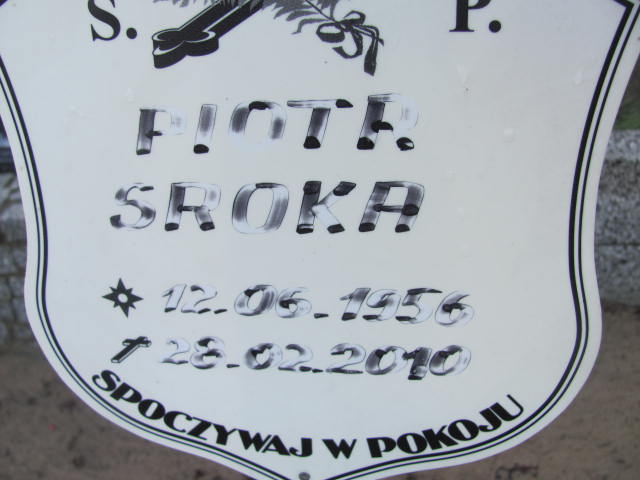 S. P.
PIOTR
SROKA
12.06.1956
28.02.2010
SPOCZYWAJ W POKOJU